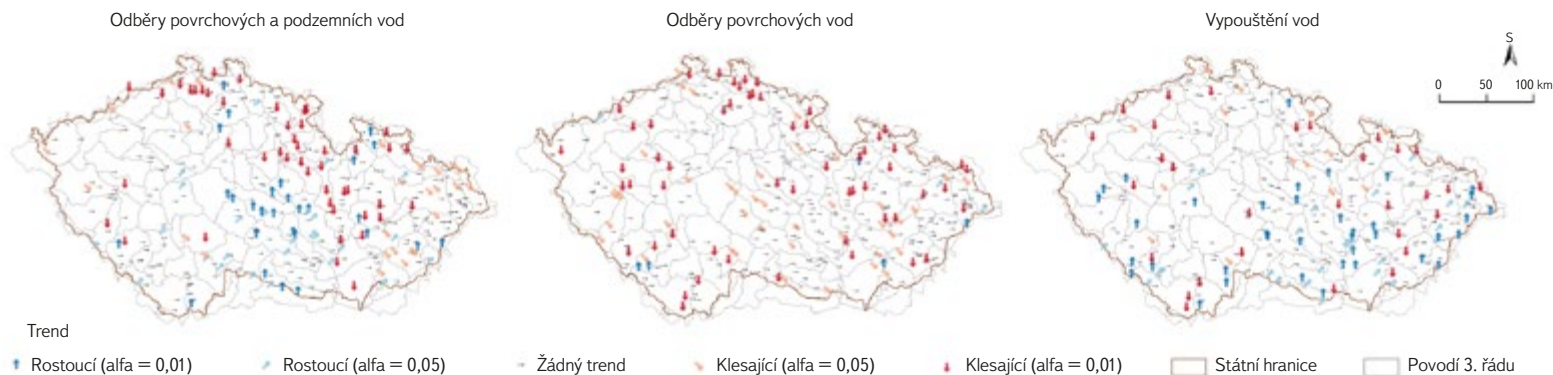 Odběry povrchových a podzemních vod
Odběry povrchových vod
Vypouštění vod
S
0 50 100 km
Trend
Rostoucí (alfa = 0,01)
Rostoucí (alfa = 0,05)
Žádný trend
Klesající (alfa = 0,05)
Klesající (alfa = 0,01)
Státní hranice
Povodí 3. řádu